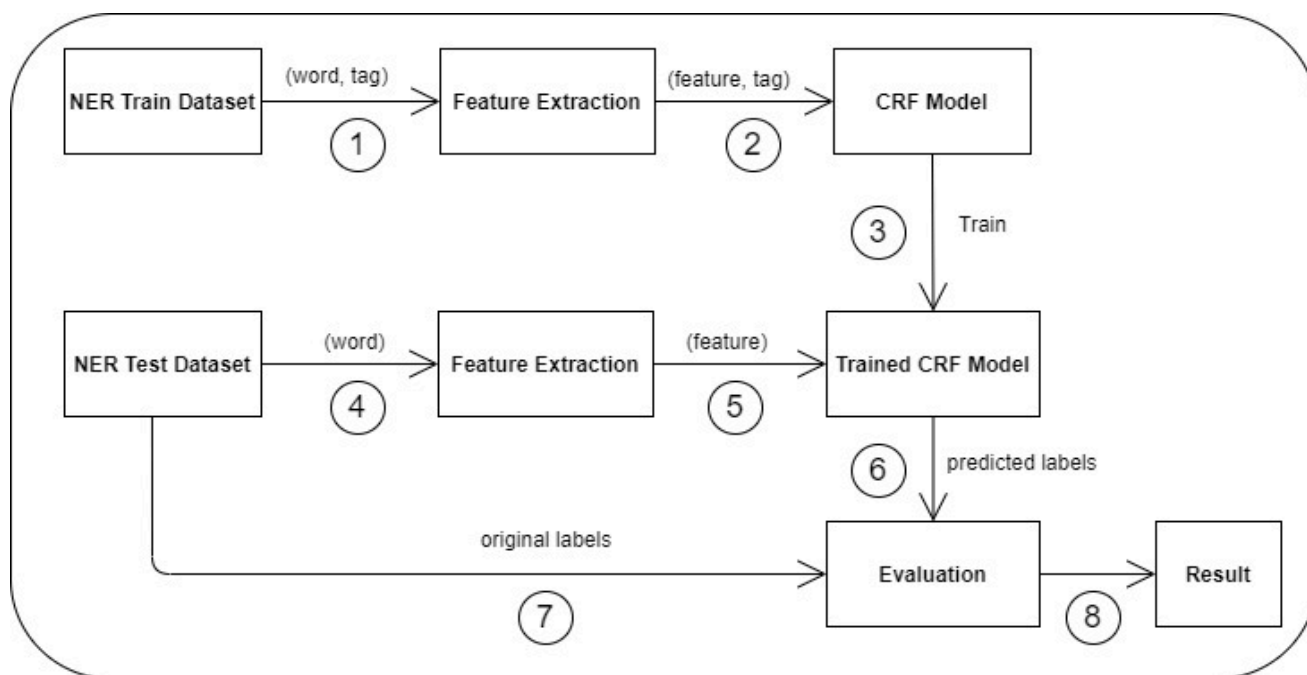 (word, tag)
(feature, tag)
NER Train Dataset
Feature Extraction
CRF Model
1
2
3
Train
(word)
(feature)
NER Test Dataset
Feature Extraction
Trained CRF Model
4
5
6
predicted labels
original labels
Evaluation
Result
7
8